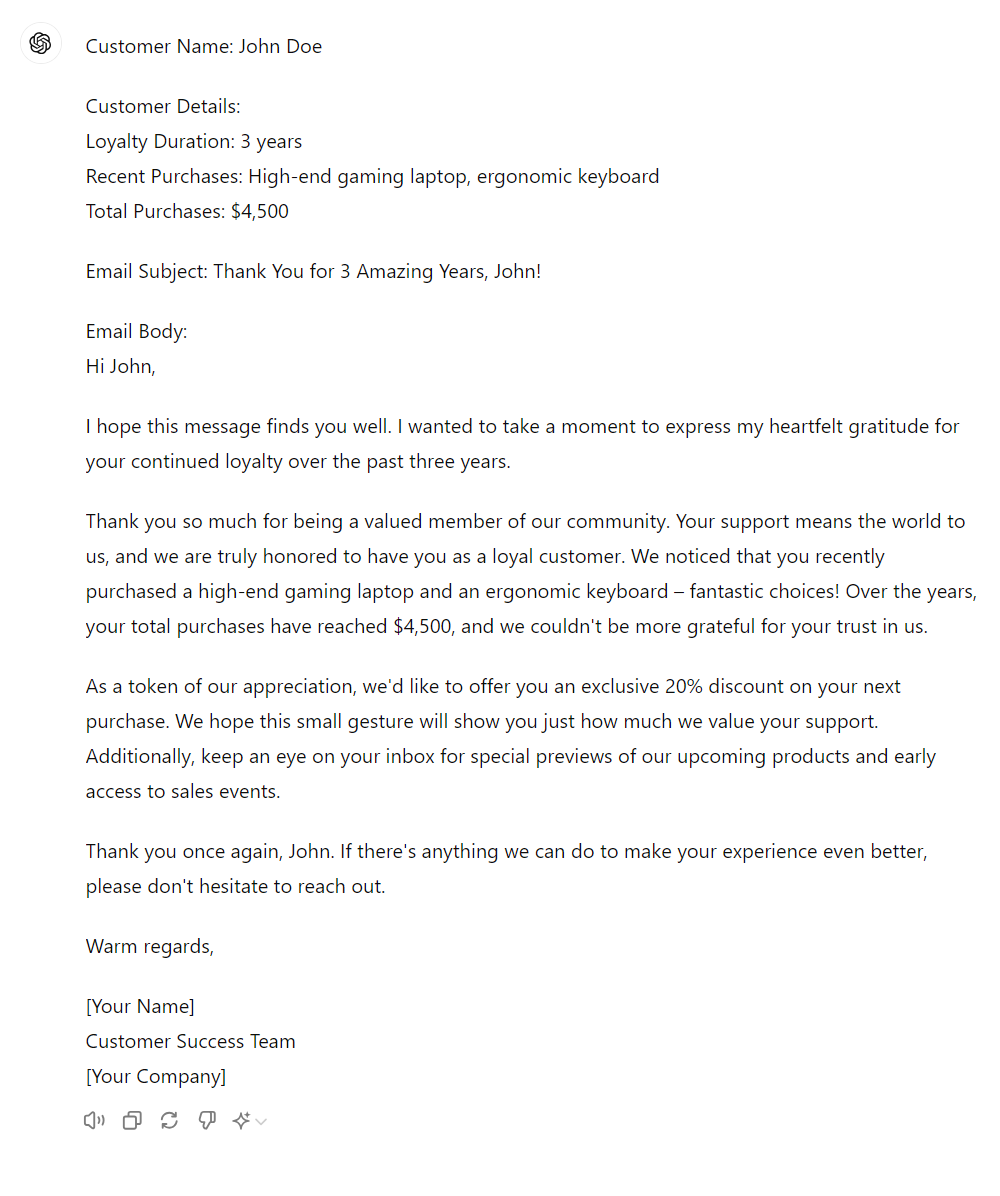 Customer Name: John Doe
Customer Details:
Loyalty Duration: 3 years
Recent Purchases: High-end gaming laptop, ergonomic keyboard
Total Purchases: $4,500
Email Subject: Thank You for 3 Amazing Years, John!
Email Body:
Hi John,
I hope this message finds you well. I wanted to take a moment to express my heartfelt gratitude for
your continued loyalty over the past three years.
Thank you so much for being a valued member of our community. Your support means the world to
us, and we are truly honored to have you as a loyal customer. We noticed that you recently
purchased a high-end gaming laptop and an ergonomic keyboard – fantastic choices! Over the years,
your total purchases have reached $4,500, and we couldn't be more grateful for your trust in us.
As a token of our appreciation, we'd like to offer you an exclusive 20% discount on your next
purchase. We hope this small gesture will show you just how much we value your support.
Additionally, keep an eye on your inbox for special previews of our upcoming products and early
access to sales events.
Thank you once again, John. If there's anything we can do to make your experience even better,
please don't hesitate to reach out.
Warm regards,
[Your Name]
Customer Success Team
[Your Company]